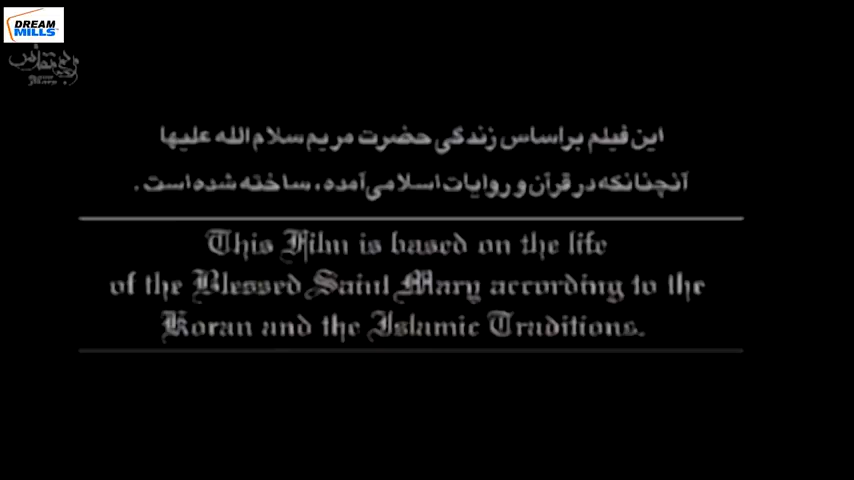 DREAM
MILLS
این فیلم براساس زندگی حضرت مریم سلام الله علیها
آنچنانکه در قرآن و روایات اسلامی آمده، ساخته شده است.
This Film is based on the life
of the Blessed Saint Mary according to the
Koran and the Islamic Traditions.